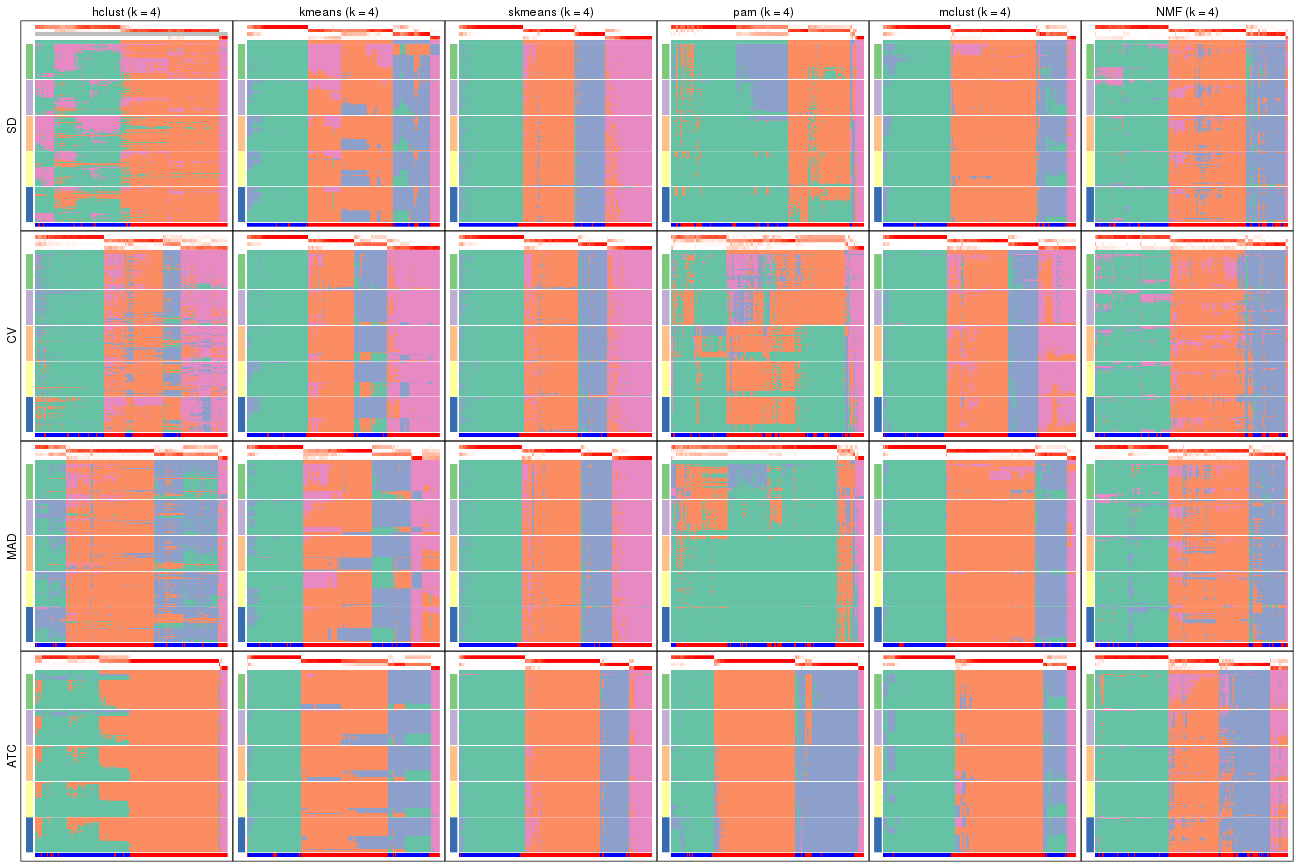 hclust (k = 4) kmeans (k = 4) skmeans (k = 4) pam (k = 4) mclust (k = 4) NMF (k = 4)
SD
CV
MAD
ATC